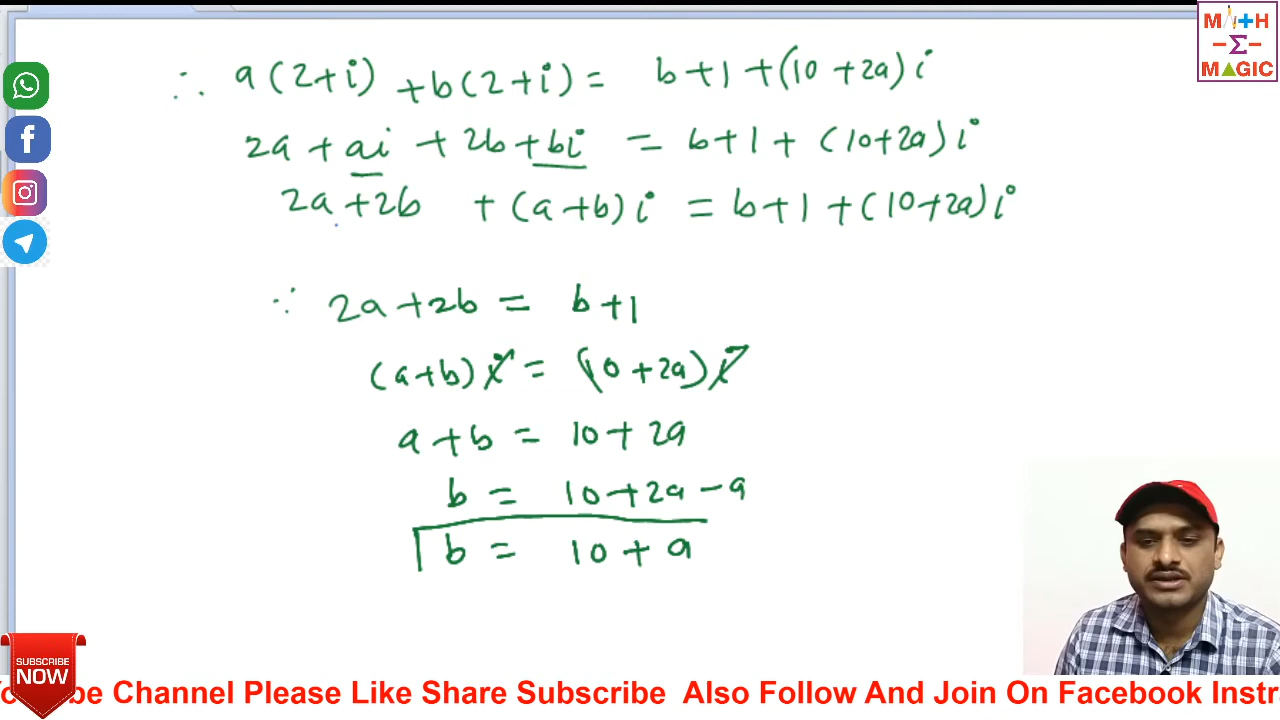 MATH
-Σ-
MAGIC
∴ a(2+i) +b(2+i) = b+1+(10+2a)i
2a + ai + 2b+bi = b+1+ (10+2a)i
2a+2b + (a+b)i = b+1+(10+2a)i
∵ 2a+2b = b+1
(a+b)i = (10+2a)i
a+b = 10+2a
b = 10+2a-a
b = 10+a
SUBSCRIBE
NOW
be Channel Please Like Share Subscribe Also Follow And Join On Facebook